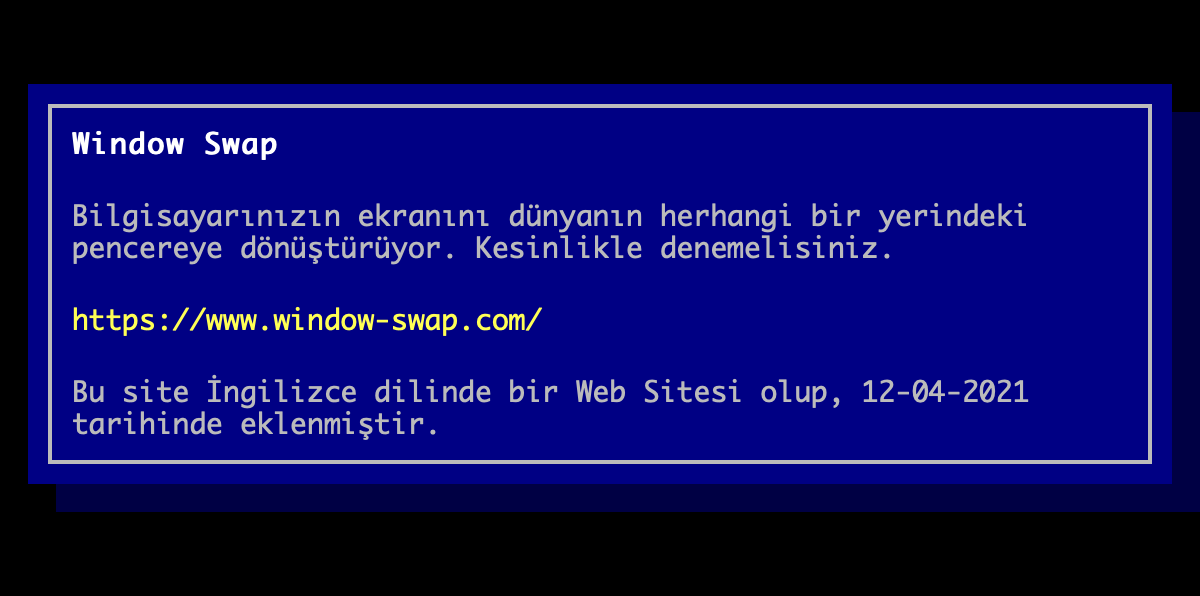 Window Swap
Bilgisayarınızın ekranını dünyanın herhangi bir yerindeki
pencereye dönüştürüyor. Kesinlikle denemelisiniz.
https://www.window-swap.com/
Bu site İngilizce dilinde bir Web Sitesi olup, 12-04-2021
tarihinde eklenmiştir.